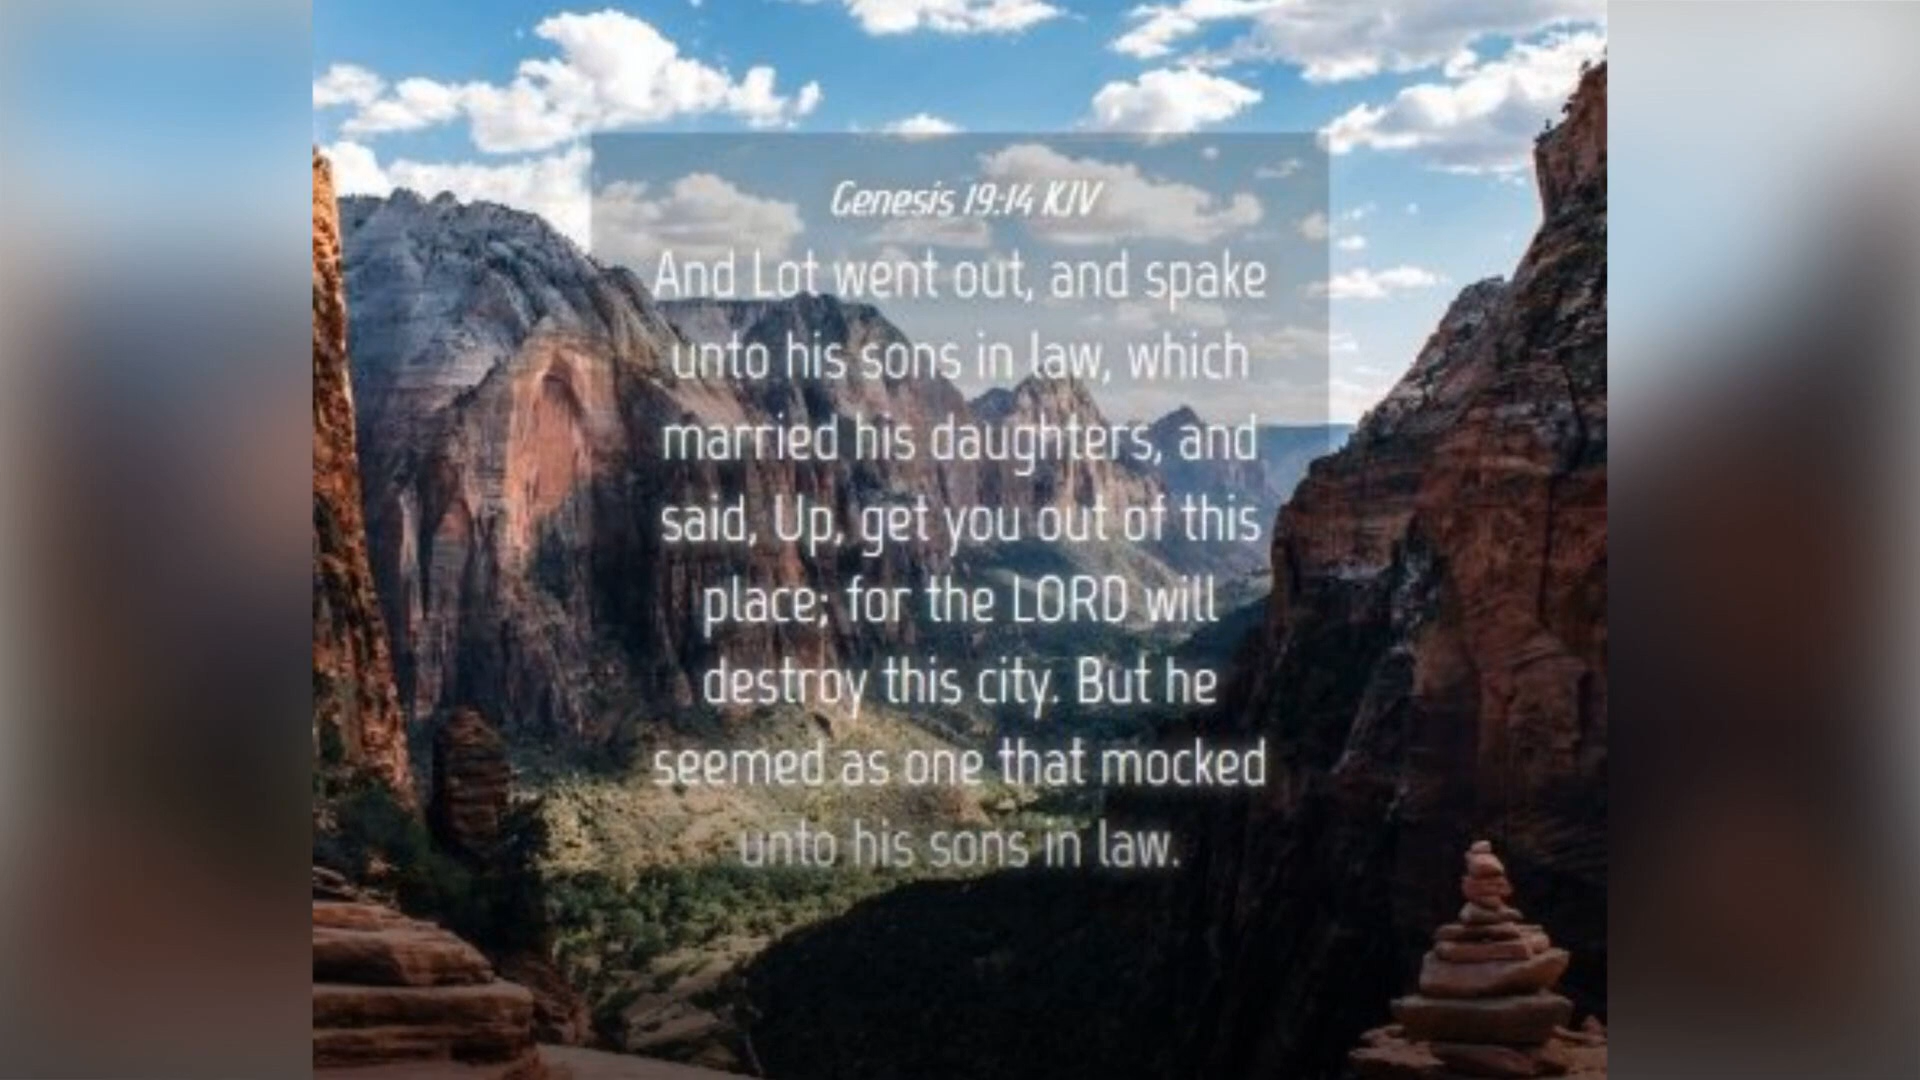 Genesis 19:14 KJV
And Lot went out, and spake
unto his sons in law, which
married his daughters, and
said, Up, get you out of this
place; for the LORD will
destroy this city. But he
seemed as one that mocked
unto his sons in law.